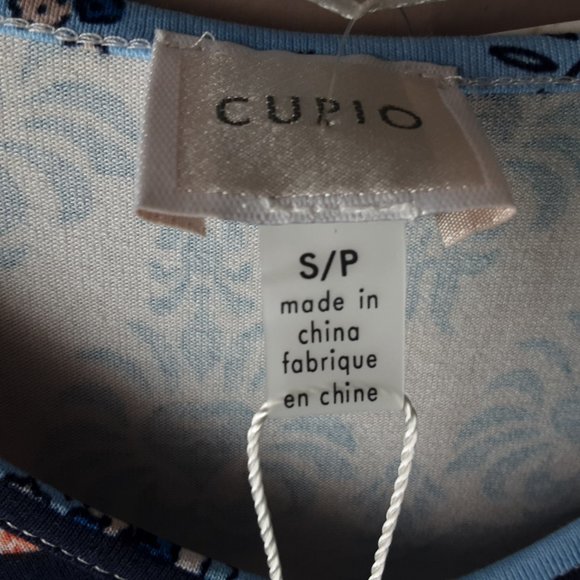 CUPIO
S/P
made in
china
fabrique
en chine